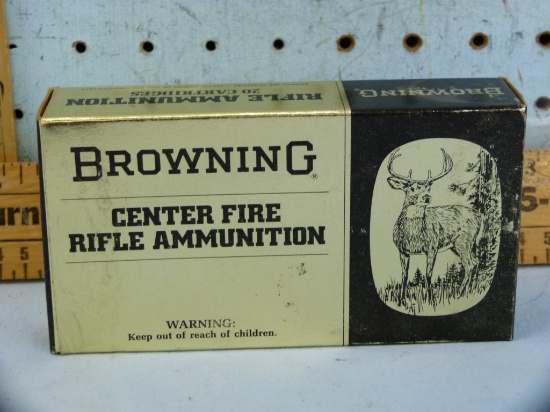 RIFLE AMMUNITION
20 CARTRIDGES
BROWNING
BROWNING®
CENTER FIRE
RIFLE AMMUNITION
WARNING:
Keep out of reach of children.